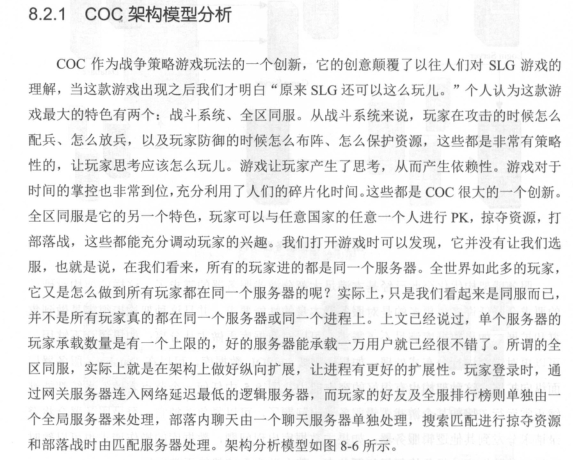 8.2.1 COC 架构模型分析
COC 作为战争策略游戏玩法的一个创新，它的创意颠覆了以往人们对 SLG 游戏的
理解，当这款游戏出现之后我们才明白“原来 SLG 还可以这么玩儿。”个人认为这款游
戏最大的特色有两个：战斗系统、全区同服。从战斗系统来说，玩家在攻击的时候怎么
配兵、怎么放兵，以及玩家防御的时候怎么布阵、怎么保护资源，这些都是非常有策略
性的，让玩家思考应该怎么玩儿。游戏让玩家产生了思考，从而产生依赖性。游戏对于
时间的掌控也非常到位，充分利用了人们的碎片化时间。这些都是 COC 很大的一个创新。
全区同服是它的另一个特色，玩家可以与任意国家的任意一个人进行 PK，掠夺资源，打
部落战，这些都能充分调动玩家的兴趣。我们打开游戏时可以发现，它并没有让我们选
服，也就是说，在我们看来，所有的玩家进的都是同一个服务器。全世界如此多的玩家，
它又是怎么做到所有玩家都在同一个服务器的呢？实际上，只是我们看起来是同服而已，
并不是所有玩家真的都在同一个服务器或同一个进程上。上文已经说过，单个服务器的
玩家承载数量是有一个上限的，好的服务器能承载一万用户就已经很不错了。所谓的全
区同服，实际上就是在架构上做好纵向扩展，让进程有更好的扩展性。玩家登录时，通
过网关服务器连入网络延迟最低的逻辑服务器，而玩家的好友及全服排行榜则单独由一
个全局服务器来处理，部落内聊天由一个聊天服务器单独处理，搜索匹配进行掠夺资源
和部落战时由匹配服务器处理。架构分析模型如图 8-6 所示。